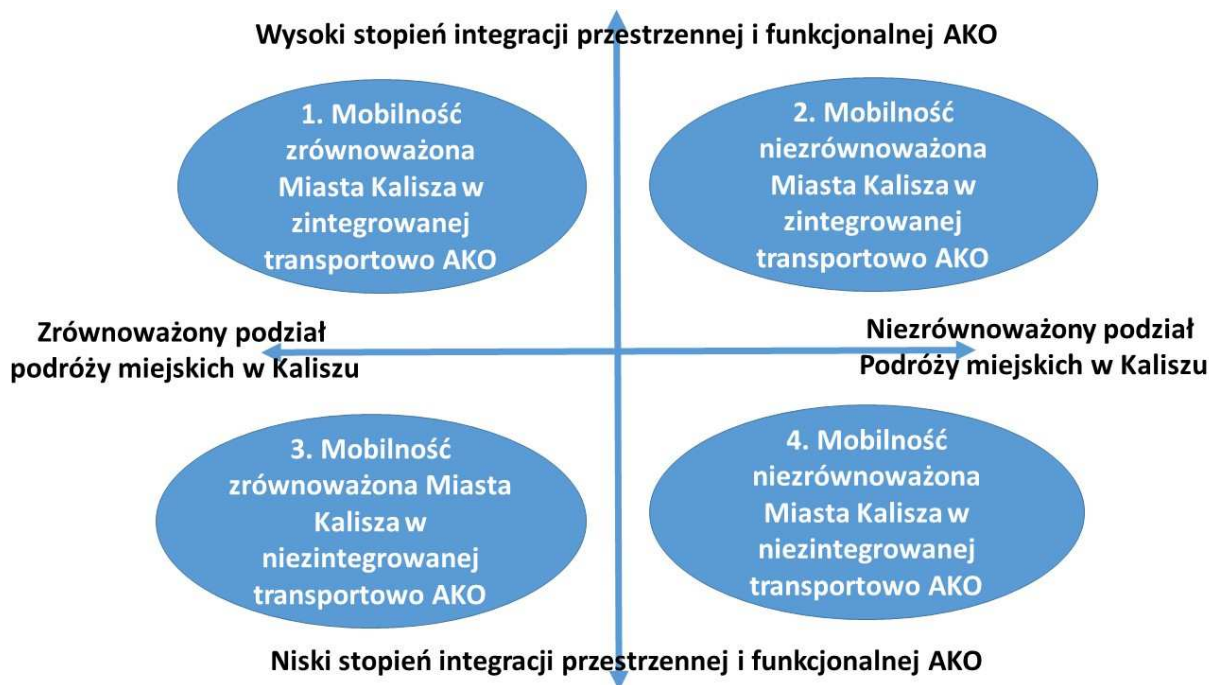 Wysoki stopień integracji przestrzennej i funkcjonalnej AKO
1. Mobilność
zrównoważona
Miasta Kalisza w
zintegrowanej
transportowo AKO
2. Mobilność
niezrównoważona
Miasta Kalisza w
zintegrowanej
transportowo AKO
Zrównoważony podział
podróży miejskich w Kaliszu
Niezrównoważony podział
Podróży miejskich w Kaliszu
3. Mobilność
zrównoważona Miasta
Kalisza w
niezintegrowanej
transportowo AKO
4. Mobilność
niezrównoważona
Miasta Kalisza w
niezintegrowanej
transportowo AKO
Niski stopień integracji przestrzennej i funkcjonalnej AKO